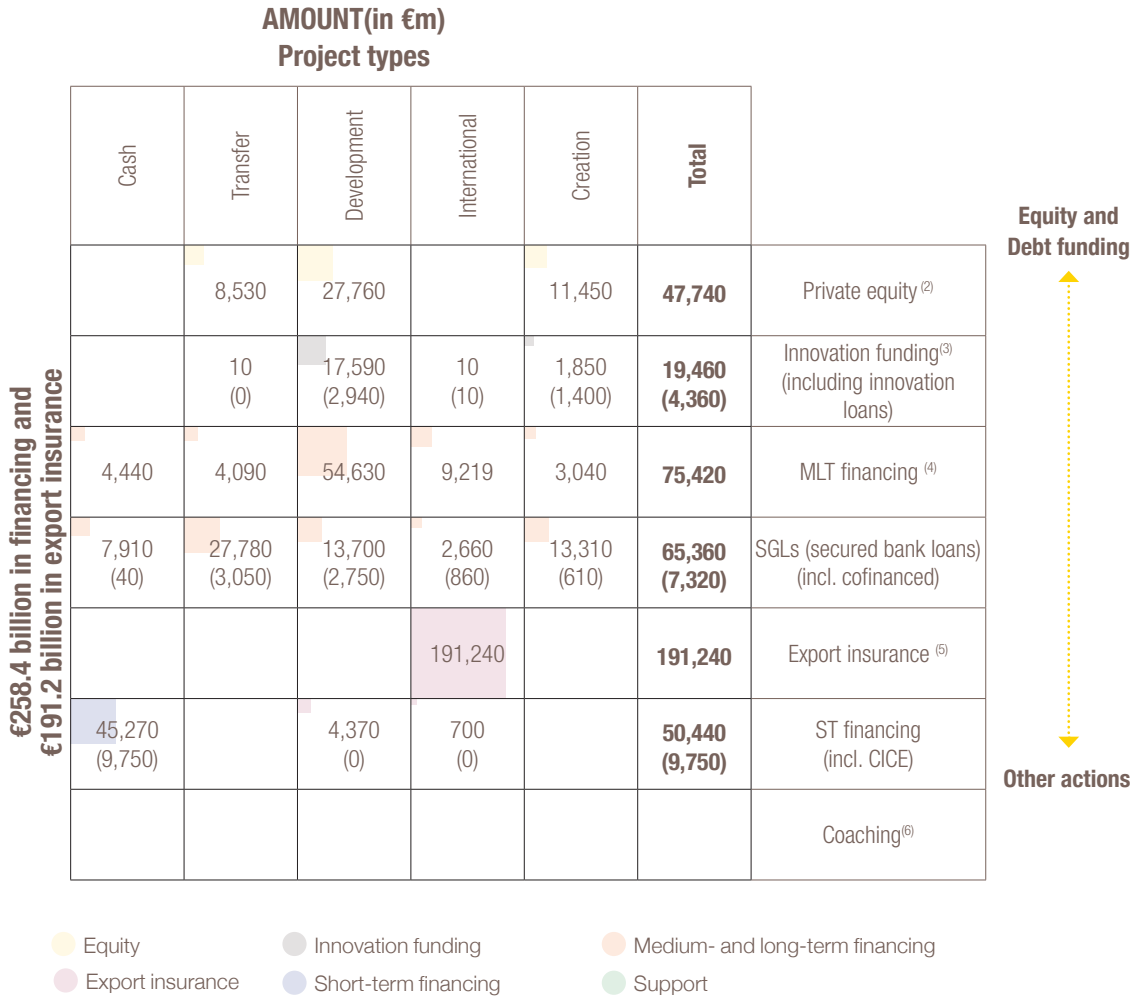 AMOUNT(in €m)
Project types
Cash
Transfer
Development
International
Creation
Total
Equity and
Debt funding
€258.4 billion in financing and
€191.2 billion in export insurance
8,530
27,760
11,450
47,740
Private equity (2)
10
17,590
10
1,850
19,460
Innovation funding(3)
(0)
(2,940)
(10)
(1,400)
(4,360)
(including innovation
loans)
4,440
4,090
54,630
9,219
3,040
75,420
MLT financing (4)
7,910
27,780
13,700
2,660
13,310
65,360
SGLs (secured bank loans)
(40)
(3,050)
(2,750)
(860)
(610)
(7,320)
(incl. cofinanced)
191,240
191,240
Export insurance (5)
45,270
4,370
700
50,440
ST financing
(9,750)
(0)
(0)
(9,750)
(incl. CICE)
Other actions
Coaching(6)
Equity
Innovation funding
Medium- and long-term financing
Export insurance
Short-term financing
Support